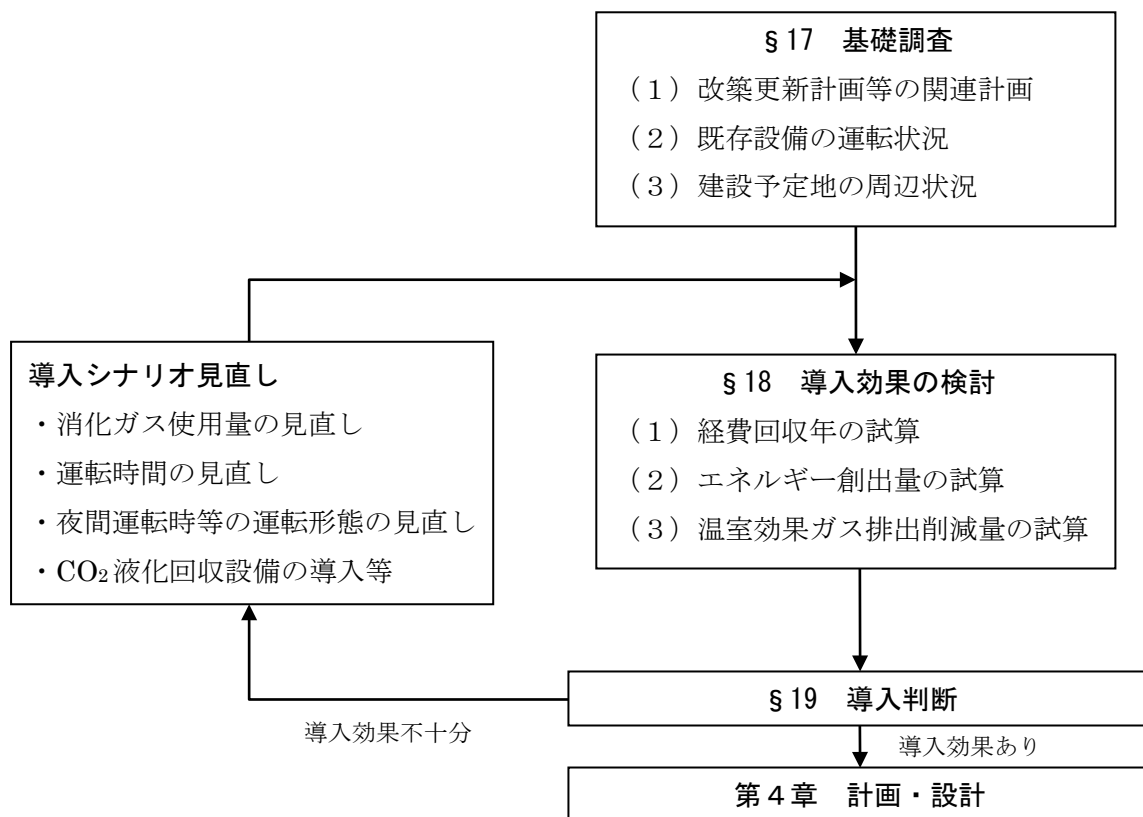 §17　基礎調査
（１）改築更新計画等の関連計画
（２）既存設備の運転状況
（３）建設予定地の周辺状況
導入シナリオ見直し
・消化ガス使用量の見直し
・運転時間の見直し
・夜間運転時等の運転形態の見直し
・CO₂液化回収設備の導入等
§18　導入効果の検討
（１）経費回収年の試算
（２）エネルギー創出量の試算
（３）温室効果ガス排出削減量の試算
§19　導入判断
導入効果不十分
導入効果あり
第４章　計画・設計